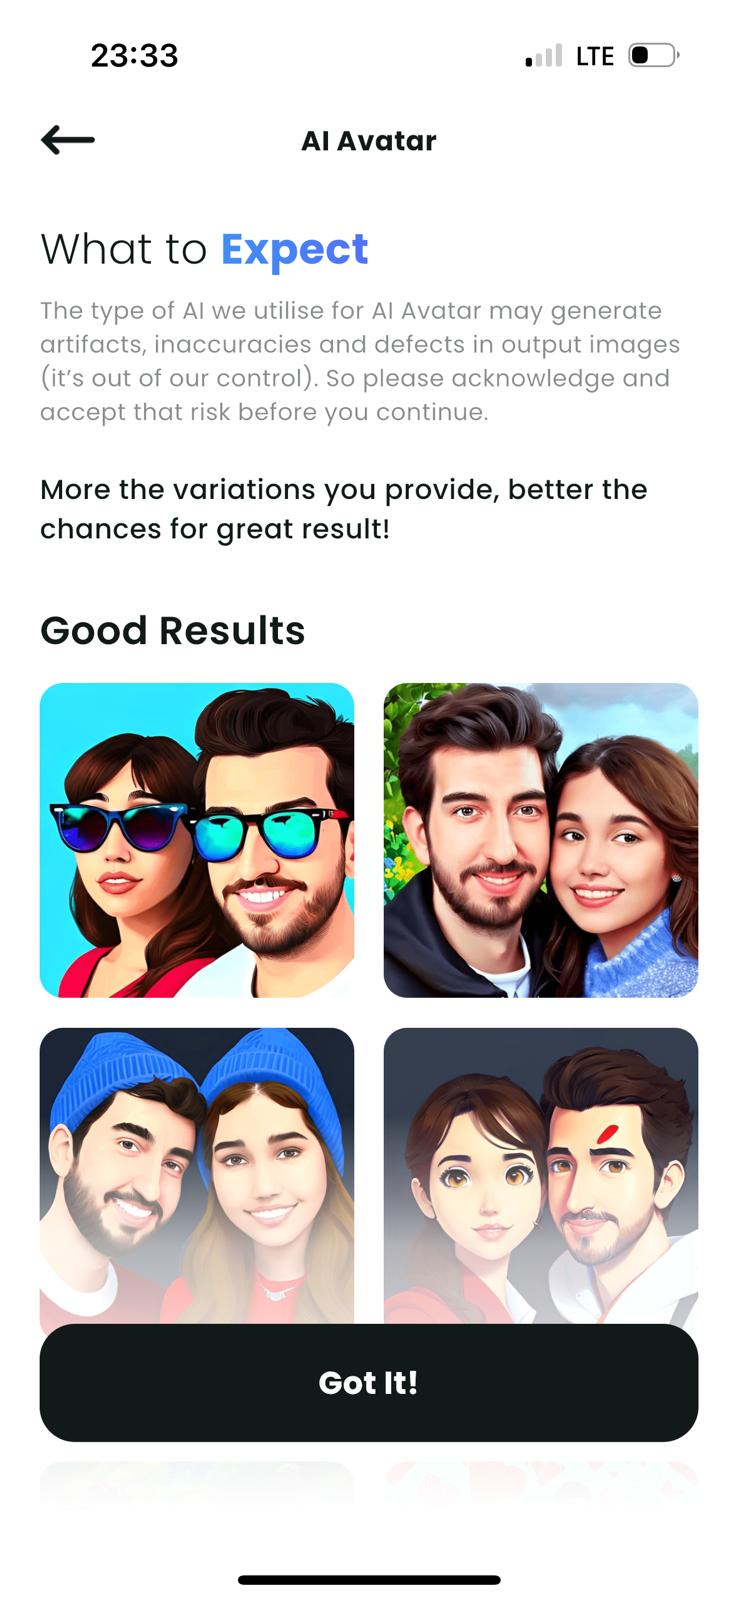 23:33
LTE
AI Avatar
What to Expect
The type of AI we utilise for AI Avatar may generate
artifacts, inaccuracies and defects in output images
(it’s out of our control). So please acknowledge and
accept that risk before you continue.
More the variations you provide, better the
chances for great result!
Good Results
Got It!